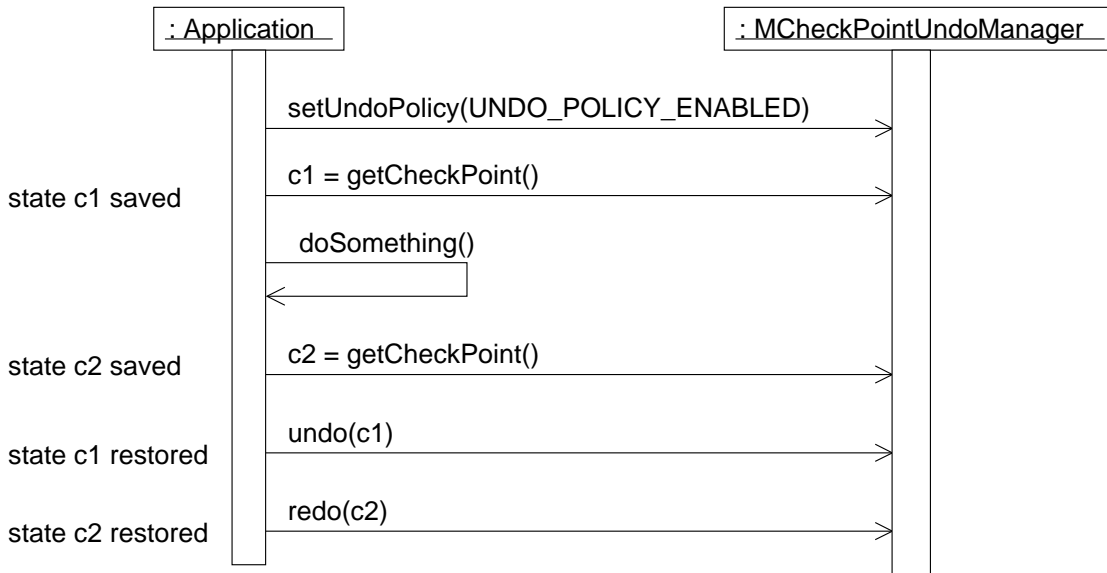 : Application
: MCheckPointUndoManager
setUndoPolicy(UNDO_POLICY_ENABLED)
c1 = getCheckPoint()
state c1 saved
doSomething()
c2 = getCheckPoint()
state c2 saved
undo(c1)
state c1 restored
redo(c2)
state c2 restored